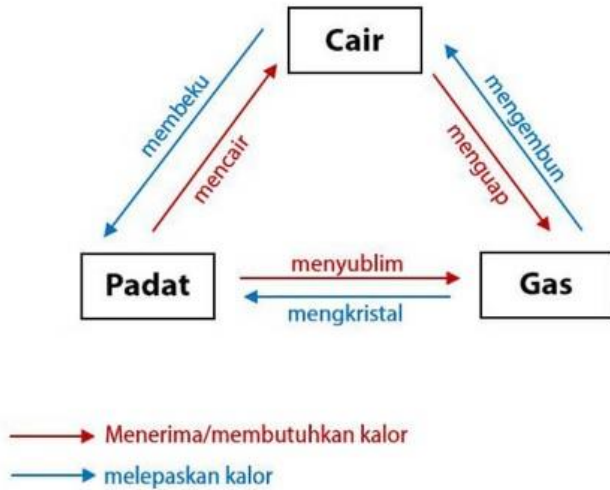 Cair
membeku
mencair
menguap
mengembun
Padat
menyublim
mengkristal
Gas
Menerima/membutuhkan kalor
melepaskan kalor